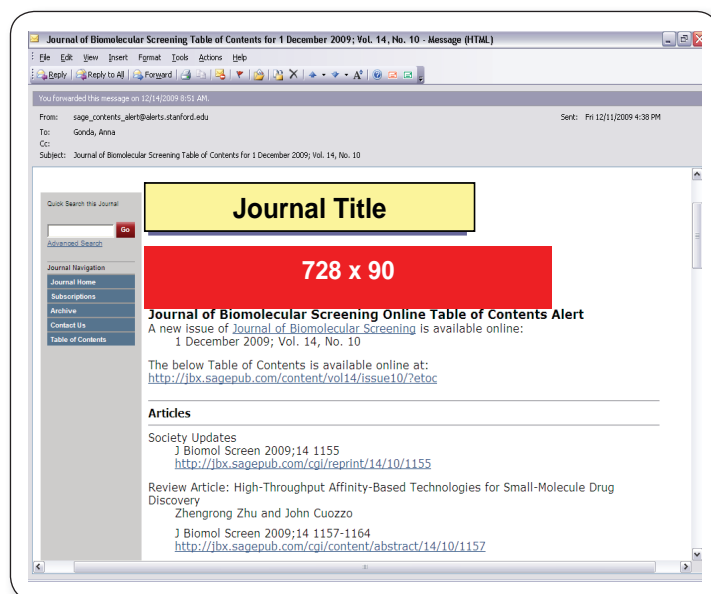 Journal of Biomolecular Screening Table of Contents for 1 December 2009; Vol. 14, No. 10 - Message (HTML)
File Edit View Insert Format Tools Actions Help
Reply Reply to All Forward
You forwarded this message on 12/14/2009 8:51 AM.
From: sage_contents_alert@alerts.stanford.edu Sent: Fri 12/11/2009 4:38 PM
To: Gonda, Anna
Cc:
Subject: Journal of Biomolecular Screening Table of Contents for 1 December 2009; Vol. 14, No. 10
Quick Search this Journal
Go
Advanced Search
Journal Navigation
Journal Home
Subscriptions
Archive
Contact Us
Table of Contents
Journal Title
728 x 90
Journal of Biomolecular Screening Online Table of Contents Alert
A new issue of Journal of Biomolecular Screening is available online:
1 December 2009; Vol. 14, No. 10
The below Table of Contents is available online at:
http://jbx.sagepub.com/content/vol14/issue10/?etoc
Articles
Society Updates
J Biomol Screen 2009;14 1155
http://jbx.sagepub.com/cgi/reprint/14/10/1155
Review Article: High-Throughput Affinity-Based Technologies for Small-Molecule Drug
Discovery
Zhengrong Zhu and John Cuozzo
J Biomol Screen 2009;14 1157-1164
http://jbx.sagepub.com/cgi/content/abstract/14/10/1157